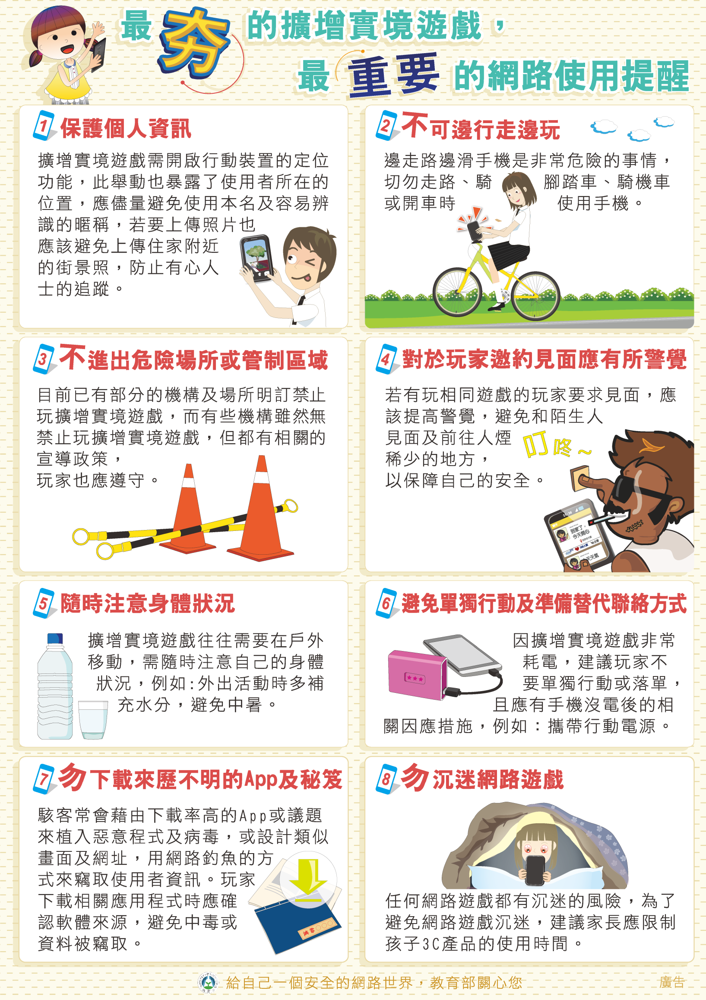 最夯的擴增實境遊戲，
最重要的網路使用提醒
1 保護個人資訊
擴增實境遊戲需開啟行動裝置的定位
功能，此舉動也暴露了使用者所在的
位置，應儘量避免使用本名及容易辨
識的暱稱，若要上傳照片也
應該避免上傳住家附近
的街景照，防止有心人
士的追蹤。
2 不可邊行走邊玩
邊走路邊滑手機是非常危險的事情，
切勿走路、騎腳踏車、騎機車
或開車時使用手機。
3 不進出危險場所或管制區域
目前已有部分的機構及場所明訂禁止
玩擴增實境遊戲，而有些機構雖然無
禁止玩擴增實境遊戲，但都有相關的
宣導政策，
玩家也應遵守。
4 對於玩家邀約見面應有所警覺
若有玩相同遊戲的玩家要求見面，應
該提高警覺，避免和陌生人
見面及前往人煙
稀少的地方，
以保障自己的安全。
叮咚～
15:30
到家了，
今天開心
500人氣
分享
今天天氣
5 隨時注意身體狀況
擴增實境遊戲往往需要在戶外
移動，需隨時注意自己的身體
狀況，例如:外出活動時多補
充水分，避免中暑。
6 避免單獨行動及準備替代聯絡方式
因擴增實境遊戲非常
耗電，建議玩家不
要單獨行動或落單，
且應有手機沒電後的相
關因應措施，例如：攜帶行動電源。
7 勿下載來歷不明的App及秘笈
駭客常會藉由下載率高的App或議題
來植入惡意程式及病毒，或設計類似
畫面及網址，用網路釣魚的方
式來竊取使用者資訊。玩家
下載相關應用程式時應確
認軟體來源，避免中毒或
資料被竊取。
秘笈○○○
8 勿沉迷網路遊戲
任何網路遊戲都有沉迷的風險，為了
避免網路遊戲沉迷，建議家長應限制
孩子3C產品的使用時間。
給自己一個安全的網路世界，教育部關心您
廣告